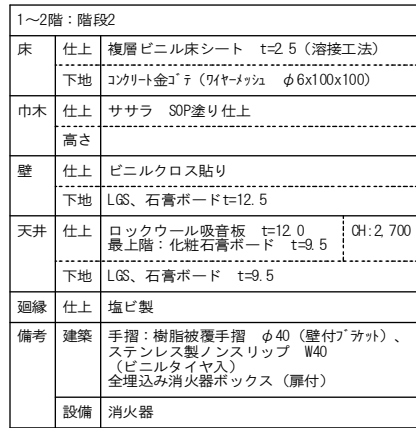 1～2階：階段2
床 仕上 複層ビニル床シート t=2.5（溶接工法）
下地 ｺﾝｸﾘｰﾄ金ｺﾞﾃ（ﾜｲﾔｰﾒｯｼｭ φ6x100x100）
巾木 仕上 ササラ SOP塗り仕上
高さ
壁 仕上 ビニルクロス貼り
下地 LGS、石膏ボードt=12.5
天井 仕上 ロックウール吸音板 t=12.0 CH:2,700
最上階：化粧石膏ボード t=9.5
下地 LGS、石膏ボード t=9.5
廻縁 仕上 塩ビ製
備考 建築 手摺：樹脂被覆手摺 φ40（壁付ﾌﾞﾗｹｯﾄ）、
ステンレス製ノンスリップ W40
（ビニルタイヤ入）
全埋込み消火器ボックス（扉付）
設備 消火器